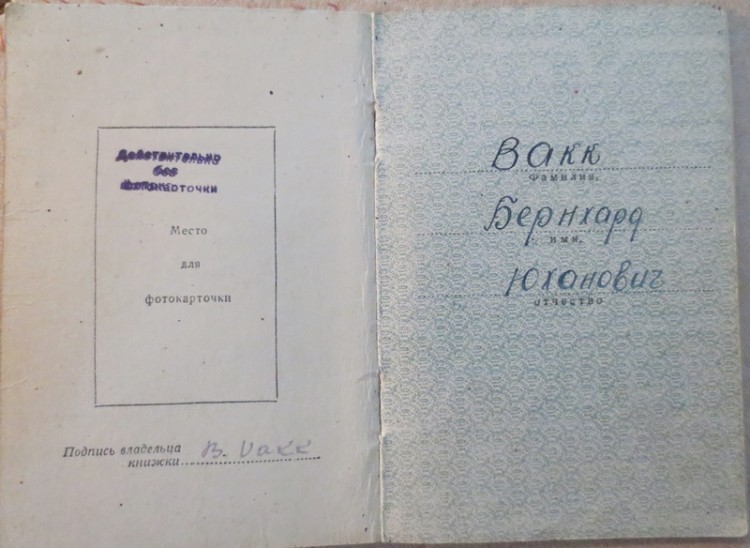 Действительно
без
фотокарточки
Место
для
фотокарточки
Подпись владельца
книжки B. Vakk
Вакк
Фамилия,
Бернхард
имя,
Юханович
отчество